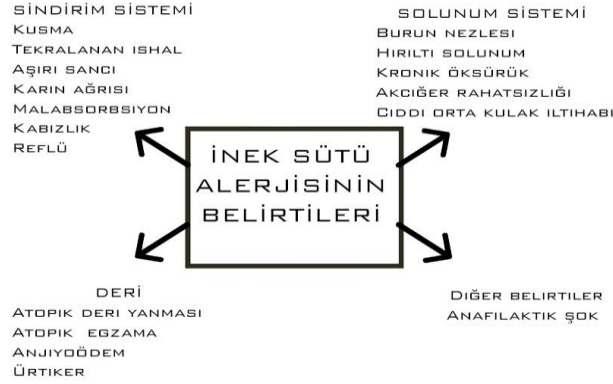 SİNDİRİM SİSTEMİ
KUSMA
TEKRALANAN ISHAL
AŞIRI SANCI
KARIN AĞRISI
MALABSORBSIYON
KABIZLIK
REFLÜ
SOLUNUM SİSTEMİ
BURUN NEZLESI
HIRILTI SOLUNUM
KRONIK ÖKSÜRÜK
AKCIĞER RAHATSIZLIĞI
CIDDI ORTA KULAK ILTIHABI
İNEK SÜTÜ
ALERJİSİNİN
BELİRTİLERİ
DERİ
ATOPIK DERI YANMASI
ATOPIK EGZAMA
ANJIYOÖDEM
ÜRTIKER
DIĞER BELIRTILER
ANAFILAKTIK ŞOK